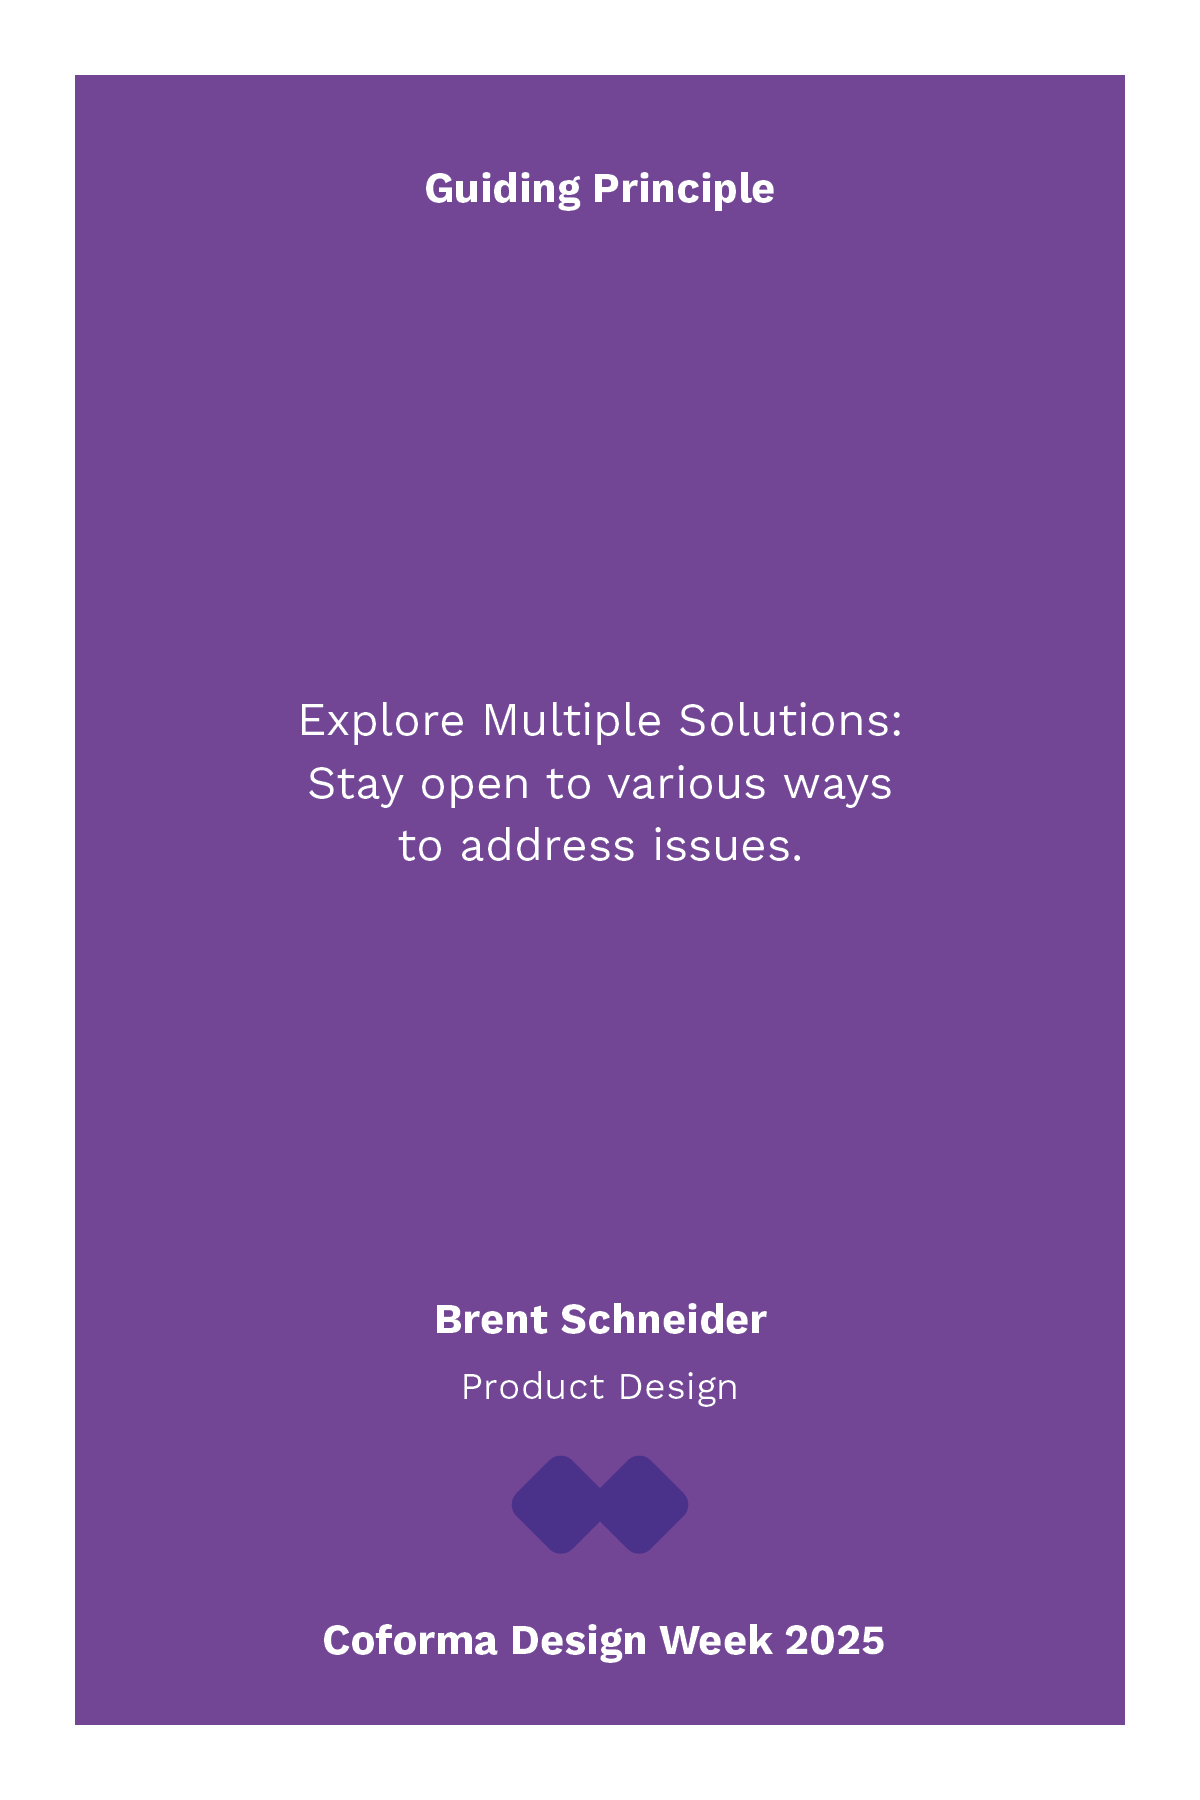 Guiding Principle
Explore Multiple Solutions:
Stay open to various ways
to address issues.
Brent Schneider
Product Design
Coforma Design Week 2025